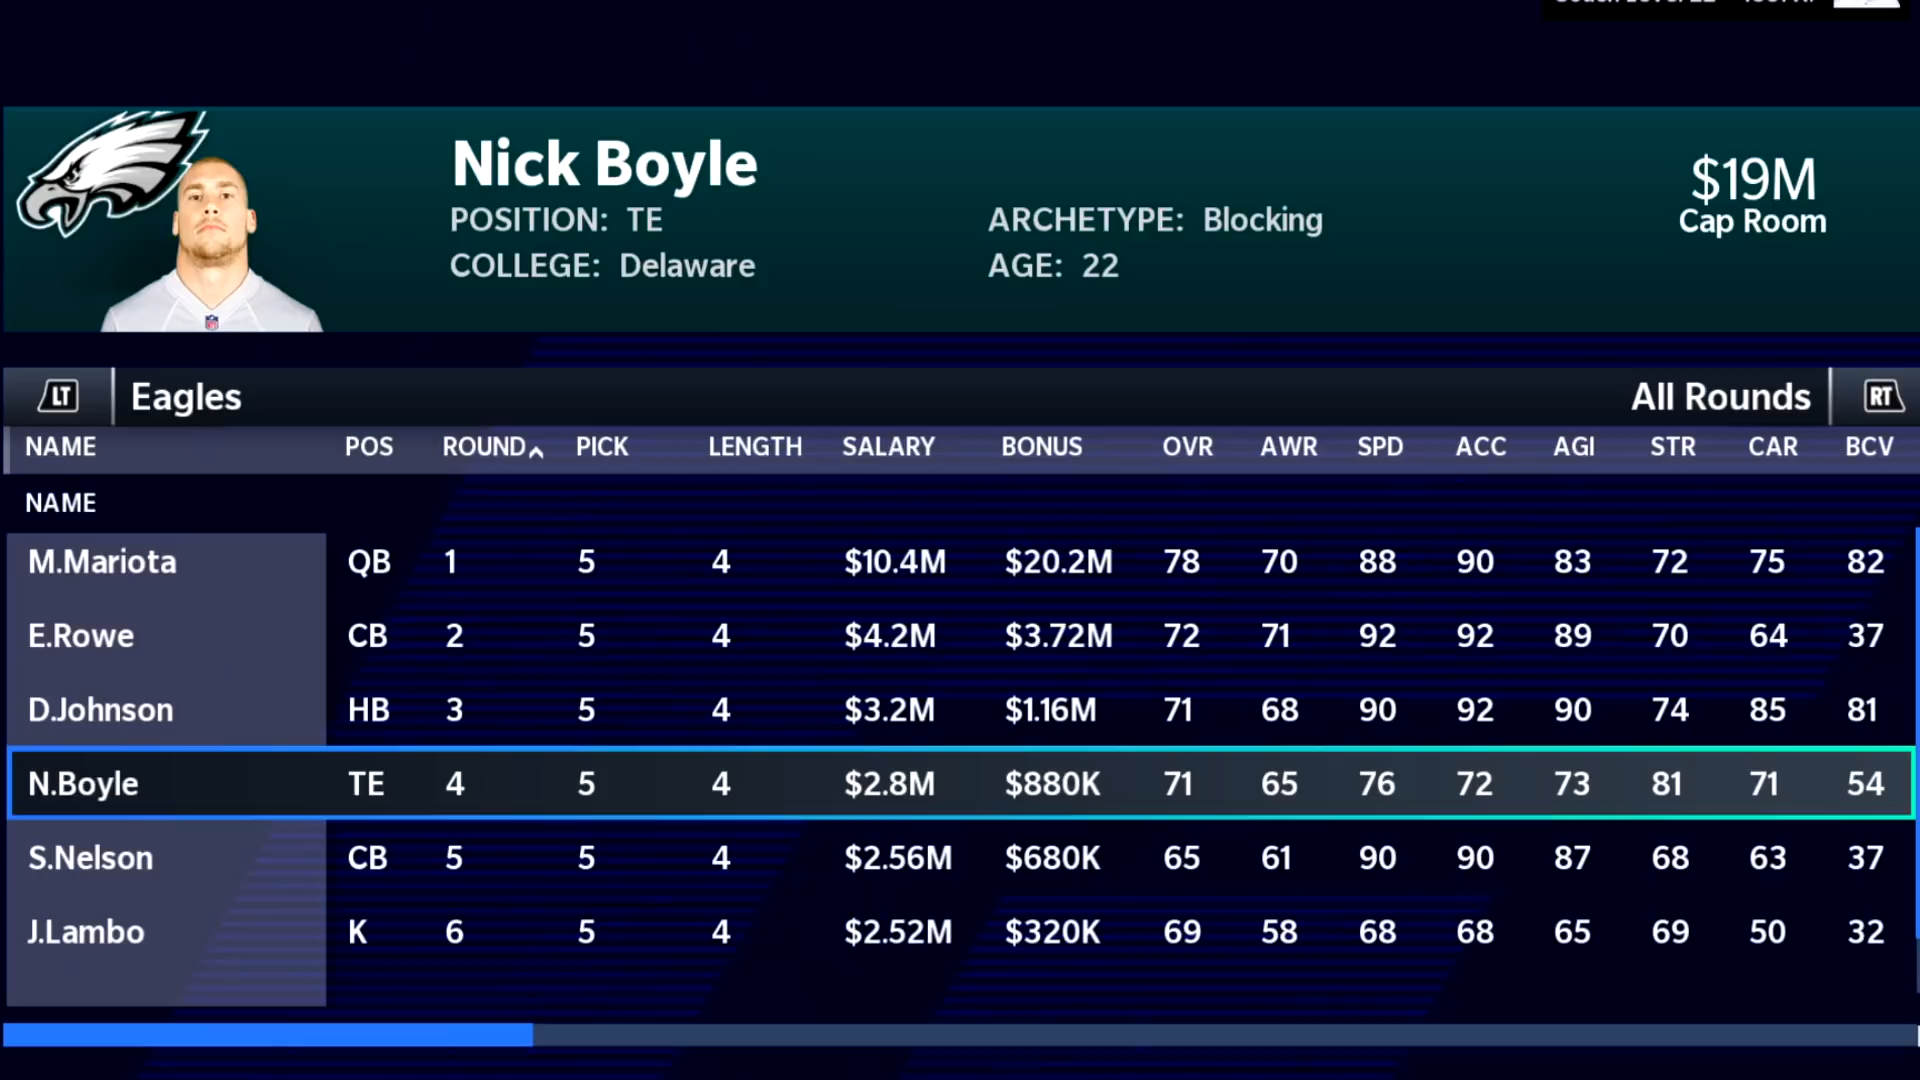 Nick Boyle
POSITION: TE
ARCHETYPE: Blocking
COLLEGE: Delaware
AGE: 22
$19M
Cap Room
LT Eagles All Rounds RT
NAME POS ROUND PICK LENGTH SALARY BONUS OVR AWR SPD ACC AGI STR CAR BCV
NAME
M.Mariota QB 1 5 4 $10.4M $20.2M 78 70 88 90 83 72 75 82
E.Rowe CB 2 5 4 $4.2M $3.72M 72 71 92 92 89 70 64 37
D.Johnson HB 3 5 4 $3.2M $1.16M 71 68 90 92 90 74 85 81
N.Boyle TE 4 5 4 $2.8M $880K 71 65 76 72 73 81 71 54
S.Nelson CB 5 5 4 $2.56M $680K 65 61 90 90 87 68 63 37
J.Lambo K 6 5 4 $2.52M $320K 69 58 68 68 65 69 50 32